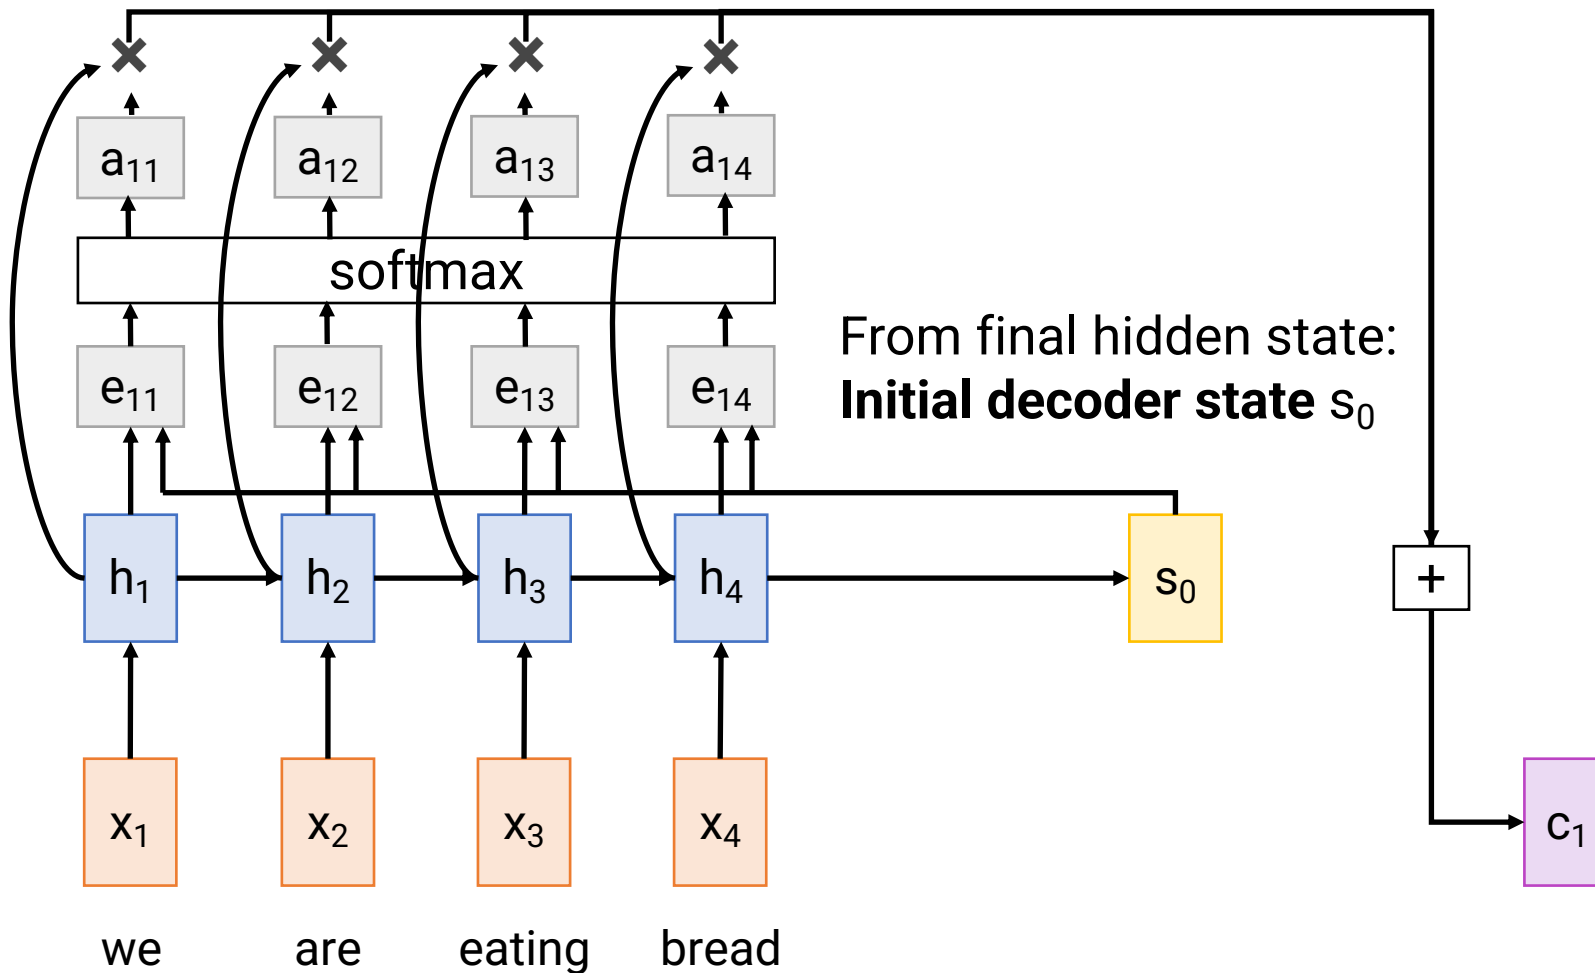 a₁₁ a₁₂ a₁₃ a₁₄
softmax
From final hidden state:
Initial decoder state s₀
e₁₁ e₁₂ e₁₃ e₁₄
h₁ h₂ h₃ h₄ s₀ +
x₁ x₂ x₃ x₄ c₁
we are eating bread